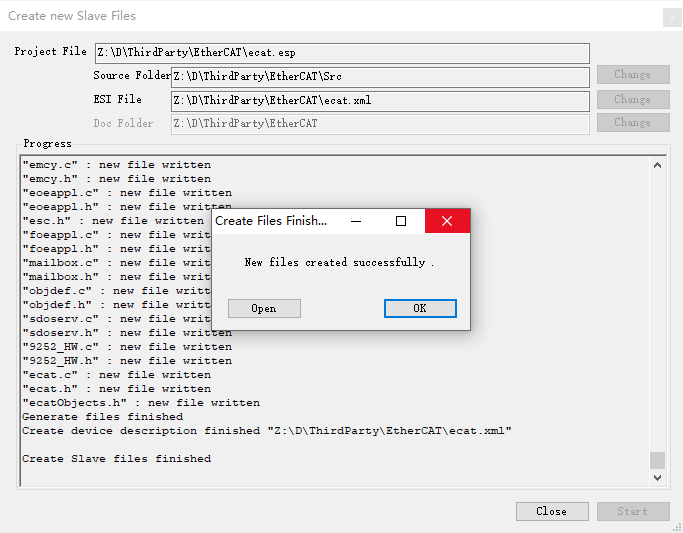 Create new Slave Files
Project File Z:\D\ThirdParty\EtherCAT\ecat.esp
Source Folder Z:\D\ThirdParty\EtherCAT\Src Change
ESI File Z:\D\ThirdParty\EtherCAT\ecat.xml Change
Doc Folder Z:\D\ThirdParty\EtherCAT Change
Progress
"emcy.c" : new file written
"emcy.h" : new file written
"eoeappl.c" : new file written
"eoeappl.h" : new file written
"esc.h" : new file written
"foeappl.c" : new file writ
"foeappl.h" : new file writ
"mailbox.c" : new file writ
"mailbox.h" : new file writ
"objdef.c" : new file writt
"objdef.h" : new file writt
"sdoserv.c" : new file writ
"sdoserv.h" : new file written
"9252_HW.c" : new file written
"9252_HW.h" : new file written
"ecat.c" : new file written
"ecat.h" : new file written
"ecatObjects.h" : new file written
Generate files finished
Create device description finished "Z:\D\ThirdParty\EtherCAT\ecat.xml"
Create Slave files finished
Create Files Finish...
New files created successfully .
Open OK
Close Start